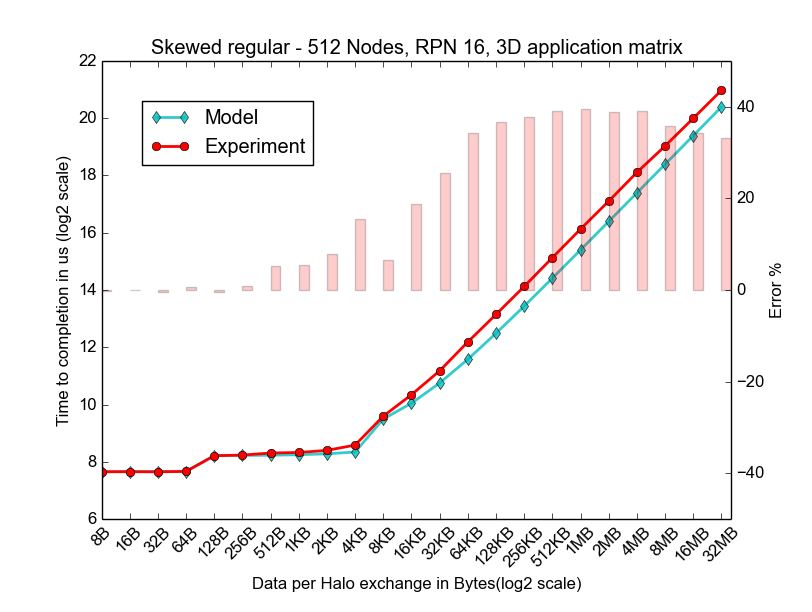 Skewed regular - 512 Nodes, RPN 16, 3D application matrix
Model
Experiment
Time to completion in us (log2 scale)
22
20
18
16
14
12
10
8
6
Error %
40
20
0
−20
−40
8B
16B
32B
64B
128B
256B
512B
1KB
2KB
4KB
8KB
16KB
32KB
64KB
128KB
256KB
512KB
1MB
2MB
4MB
8MB
16MB
32MB
Data per Halo exchange in Bytes(log2 scale)